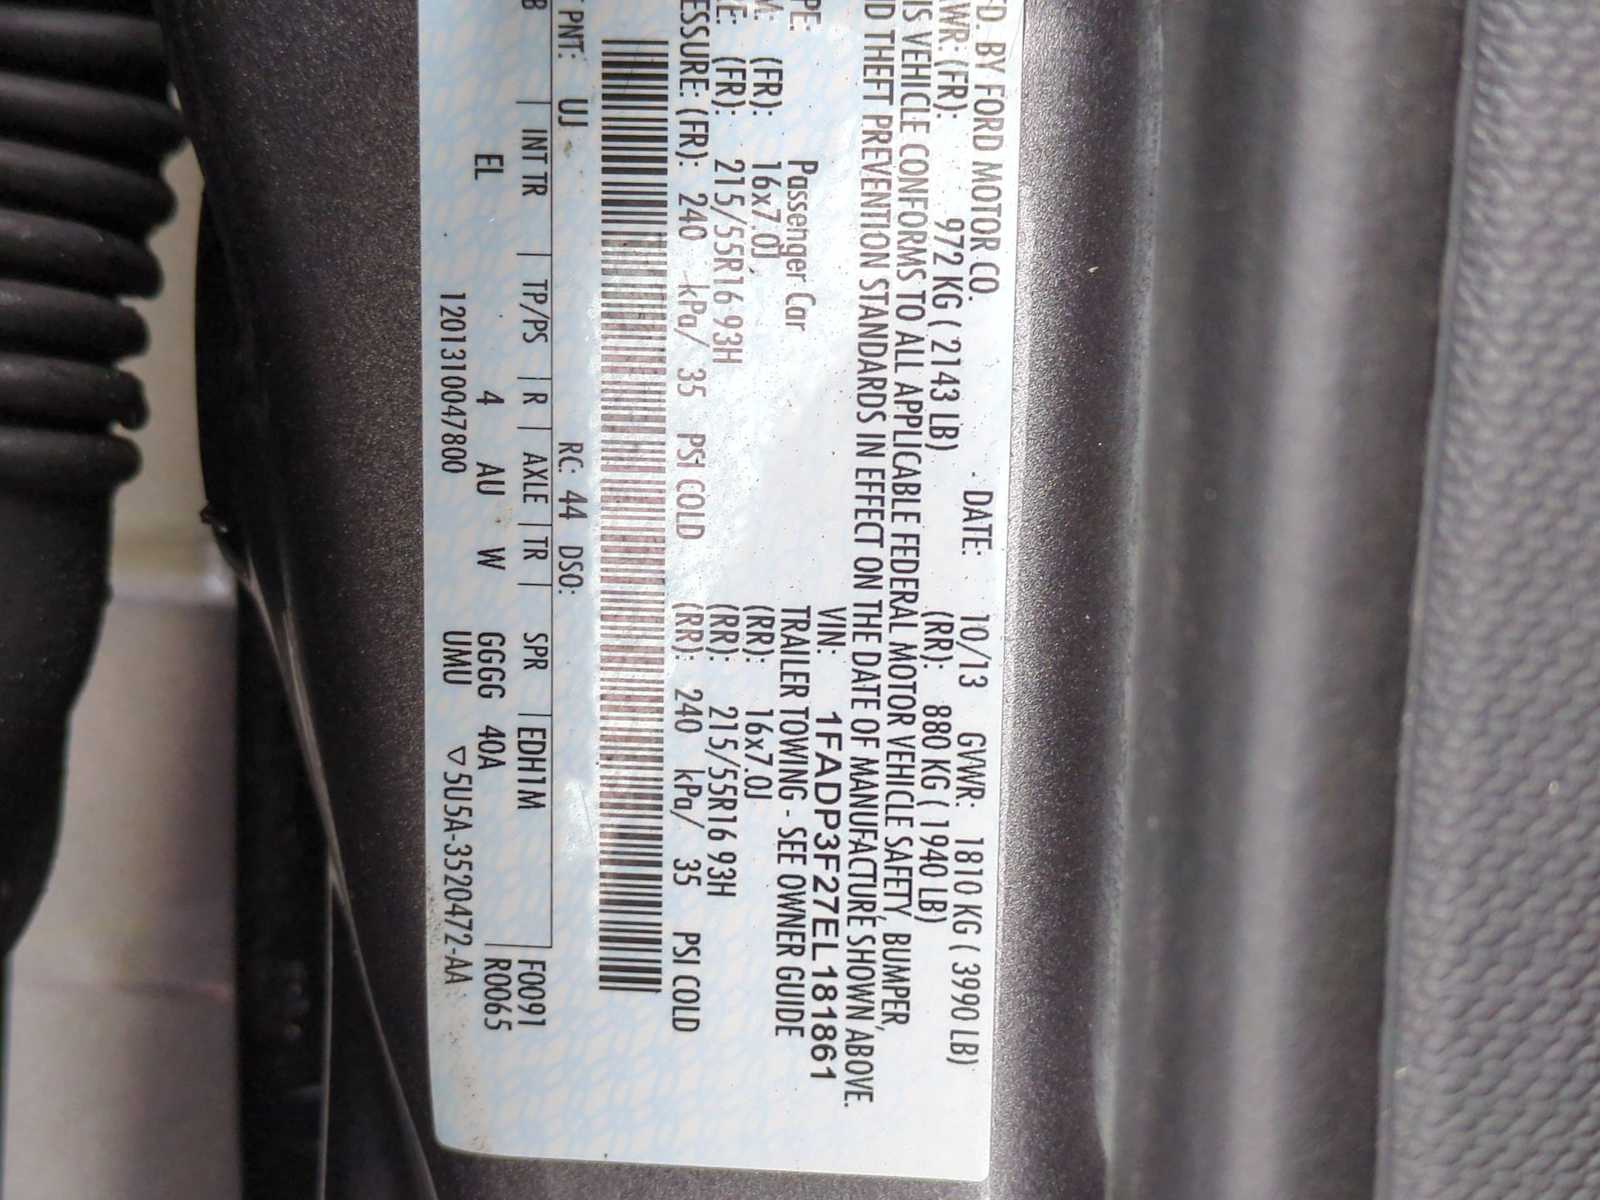 ED BY FORD MOTOR CO. DATE: 10/13 GVWR: 1810 KG ( 3990 LB)
AWR: (FR): 972 KG ( 2143 LB) (RR): 880 KG ( 1940 LB)
IS VEHICLE CONFORMS TO ALL APPLICABLE FEDERAL MOTOR VEHICLE SAFETY, BUMPER,
D THEFT PREVENTION STANDARDS IN EFFECT ON THE DATE OF MANUFACTURE SHOWN ABOVE.
VIN: 1FADP3F27EL181861
PE: Passenger Car TRAILER TOWING - SEE OWNER GUIDE
M: (FR): 16x7.0J (RR): 16x7.0J
E: (FR): 215/55R16 93H (RR): 215/55R16 93H
ESSURE: (FR): 240 kPa/ 35 PSI COLD (RR): 240 kPa/ 35 PSI COLD
T PNT: UJ RC: 44 DSO:
B | INT TR | TP/PS | R | AXLE | TR | SPR | EDH1M F0091
EL 4 AU W GGGG 40A R0065
120131004780​0 UMU ▽5U5A-3520472-AA